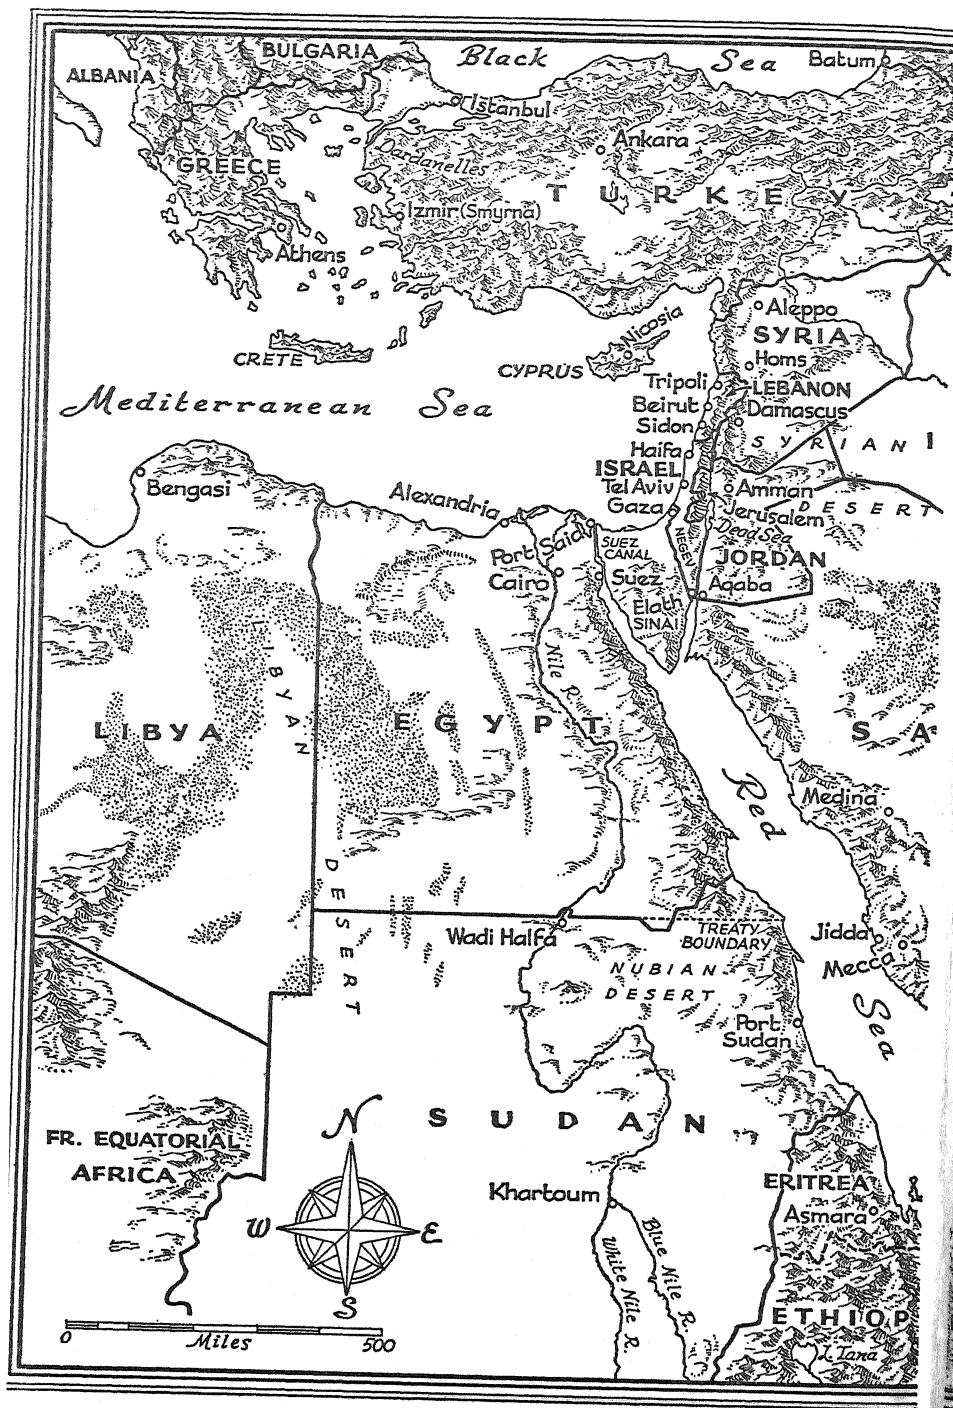 Black Sea
Batum
BULGARIA
ALBANIA
Istanbul
Ankara
Dardanelles
GREECE
TURKEY
Izmir (Smyrna)
Athens
Aleppo
Nicosia
SYRIA
CRETE
Homs
CYPRUS
Tripoli
LEBANON
Mediterranean Sea
Beirut
Damascus
Sidon
SYRIAN
I
Haifa
ISRAEL
Tel Aviv
Amman
Bengasi
Alexandria
Gaza
Jerusalem
DESERT
Dead Sea
Port Said
SUEZ
CANAL
NEGEV
JORDAN
Cairo
Suez
Aqaba
Elath
SINAI
LIBYAN
Nile R.
LIBYA
EGYPT
SA
Red
Medina
DESERT
Wadi Halfa
TREATY
BOUNDARY
Jidda
Mecca
NUBIAN
DESERT
Sea
Port
Sudan
N
SUDAN
FR. EQUATORIAL
AFRICA
ERITREA
Khartoum
Asmara
W
E
Blue Nile R.
White Nile R.
S
ETHIOP
0
Miles
500
L. Tana